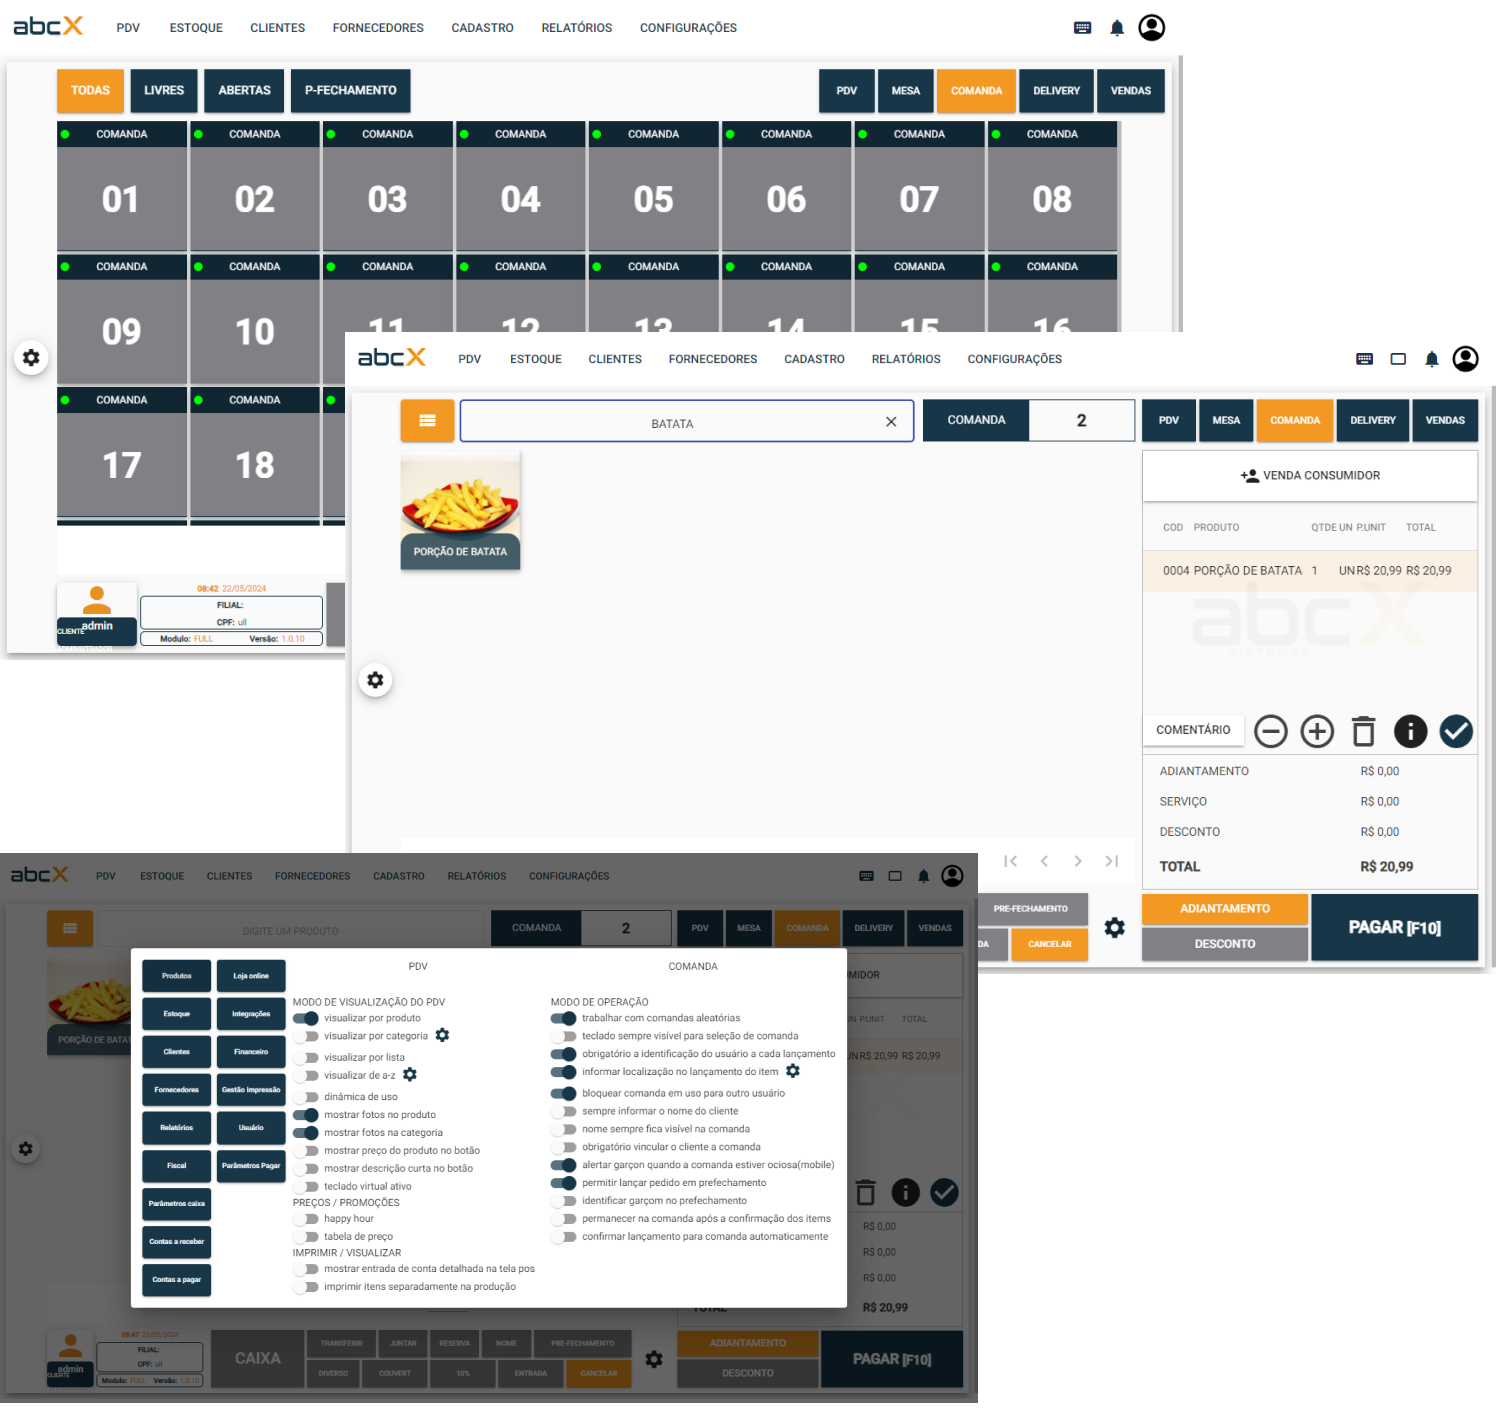 abcX PDV ESTOQUE CLIENTES FORNECEDORES CADASTRO RELATÓRIOS CONFIGURAÇÕES
TODAS LIVRES ABERTAS P-FECHAMENTO PDV MESA COMANDA DELIVERY VENDAS
COMANDA COMANDA COMANDA COMANDA COMANDA COMANDA COMANDA COMANDA
01 02 03 04 05 06 07 08
COMANDA COMANDA COMANDA COMANDA COMANDA COMANDA COMANDA COMANDA
09 10 11 12 13 14 15 16
COMANDA COMANDA
17 18
08:42 22/05/2024
FILIAL:
admin
CPF: ull
CLIENTE
Modulo: FULL Versão: 1.0.10
abcX PDV ESTOQUE CLIENTES FORNECEDORES CADASTRO RELATÓRIOS CONFIGURAÇÕES
BATATA COMANDA 2 PDV MESA COMANDA DELIVERY VENDAS
VENDA CONSUMIDOR
COD PRODUTO QTDE UN P.UNIT TOTAL
PORÇÃO DE BATATA
0004 PORÇÃO DE BATATA 1 UN R$ 20,99 R$ 20,99
abcX
SISTEMAS
COMENTÁRIO
ADIANTAMENTO R$ 0,00
SERVIÇO R$ 0,00
DESCONTO R$ 0,00
TOTAL R$ 20,99
PRE-FECHAMENTO ADIANTAMENTO PAGAR [F10]
DA CANCELAR DESCONTO
abcX PDV ESTOQUE CLIENTES FORNECEDORES CADASTRO RELATÓRIOS CONFIGURAÇÕES
DIGITE UM PRODUTO COMANDA 2 PDV MESA COMANDA DELIVERY VENDAS
UMIDOR
UN P.UNIT TOTAL
PORÇÃO DE BATAT
UNR$ 20,99 R$ 20,99
Produtos Loja online
Estoque Integrações
Clientes Financeiro
Fornecedores Gestão Impressão
Relatórios Usuário
Fiscal Parâmetros Pagar
Parâmetros caixa
Contas a receber
Contas a pagar
PDV
MODO DE VISUALIZAÇÃO DO PDV
visualizar por produto
visualizar por categoria
visualizar por lista
visualizar de a-z
dinâmica de uso
mostrar fotos no produto
mostrar fotos na categoria
mostrar preço do produto no botão
mostrar descrição curta no botão
teclado virtual ativo
PREÇOS / PROMOÇÕES
happy hour
tabela de preço
IMPRIMIR / VISUALIZAR
mostrar entrada de conta detalhada na tela pos
imprimir itens separadamente na produção
COMANDA
MODO DE OPERAÇÃO
trabalhar com comandas aleatórias
teclado sempre visível para seleção de comanda
obrigatório a identificação do usuário a cada lançamento
informar localização no lançamento do item
bloquear comanda em uso para outro usuário
sempre informar o nome do cliente
nome sempre fica visível na comanda
obrigatório vincular o cliente a comanda
alertar garçon quando a comanda estiver ociosa(mobile)
permitir lançar pedido em prefechamento
identificar garçom no prefechamento
permanecer na comanda após a confirmação dos items
confirmar lançamento para comanda automaticamente
R$ 0,00
R$ 0,00
R$ 0,00
TOTAL R$ 20,99
08:47 22/05/2024
FILIAL:
admin
CPF: ull
CLIENTE
Modulo: FULL Versão: 1.0.10
CAIXA
TRANSFERIR JUNTAR RESERVA NOME PRE-FECHAMENTO
DIVERSO COUVERT 10% ENTRADA CANCELAR
ADIANTAMENTO
DESCONTO
PAGAR [F10]